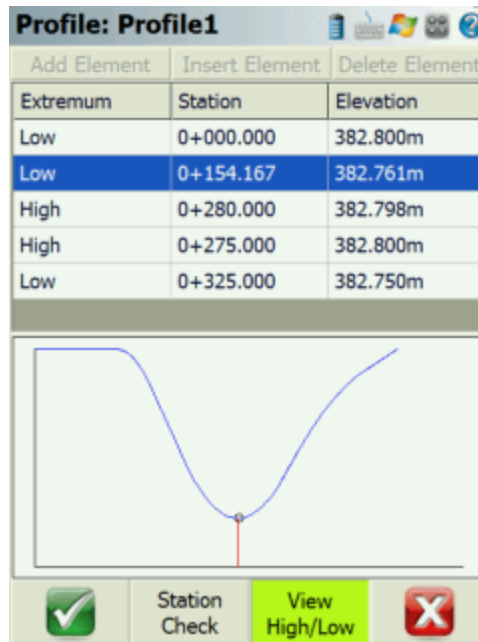 Profile: Profile1
Add Element Insert Element Delete Element
Extremum Station Elevation
Low 0+000.000 382.800m
Low 0+154.167 382.761m
High 0+280.000 382.798m
High 0+275.000 382.800m
Low 0+325.000 382.750m
Station View
Check High/Low